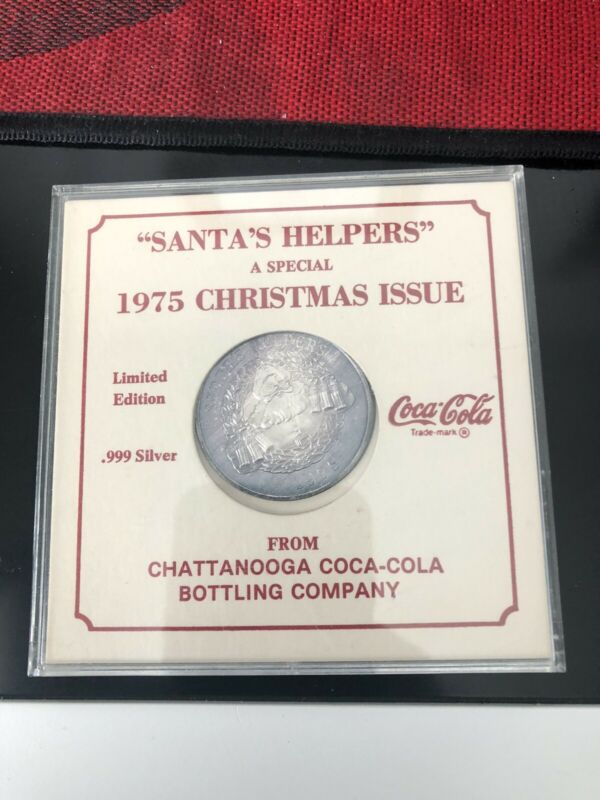 “SANTA’S HELPERS”
A SPECIAL
1975 CHRISTMAS ISSUE
Limited
Edition
.999 Silver
Coca-Cola
Trade-mark ®
FROM
CHATTANOOGA COCA-COLA
BOTTLING COMPANY